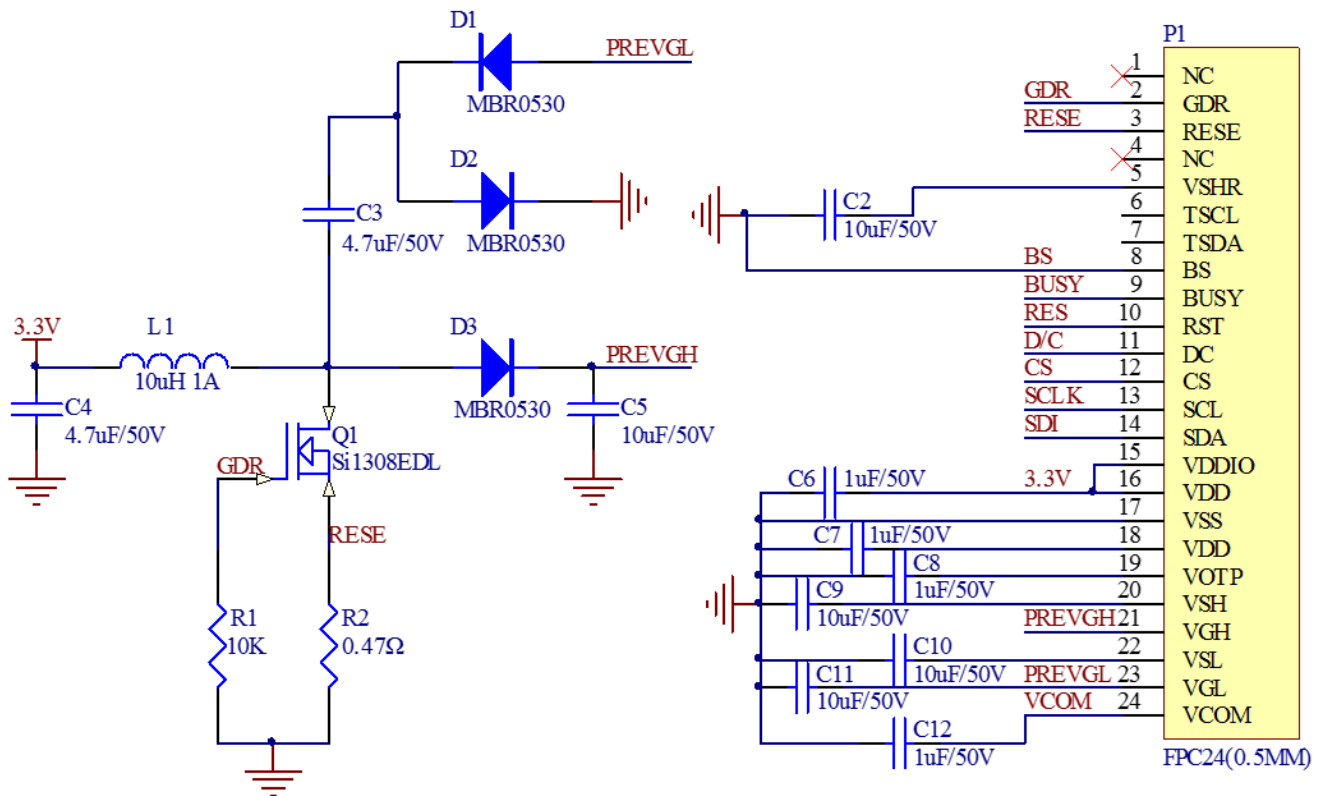 D1
PREVGL
MBR0530
D2
MBR0530
C3
4.7uF/50V
3.3V
L1
10uH 1A
D3
PREVGH
MBR0530
C4
4.7uF/50V
C5
10uF/50V
Q1
Si1308EDL
GDR
RESE
R1
10K
R2
0.47Ω
P1
1 NC
GDR 2 GDR
RESE 3 RESE
4 NC
5 VSHR
C2
10uF/50V
6 TSCL
7 TSDA
BS 8 BS
BUSY 9 BUSY
RES 10 RST
D/C 11 DC
CS 12 CS
SCLK 13 SCL
SDI 14 SDA
15 VDDIO
C6 1uF/50V 3.3V 16 VDD
17 VSS
C7 1uF/50V 18 VDD
C8 19 VOTP
1uF/50V
C9 20 VSH
10uF/50V
PREVGH 21 VGH
C10 22 VSL
10uF/50V
C11 PREVGL 23 VGL
10uF/50V
VCOM 24 VCOM
C12
1uF/50V
FPC24(0.5MM)